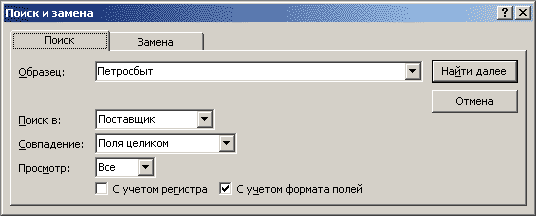 Поиск и замена
Поиск Замена
Образец: Петросбыт Найти далее
Отмена
Поиск в: Поставщик
Совпадение: Поля целиком
Просмотр: Все
С учетом регистра С учетом формата полей